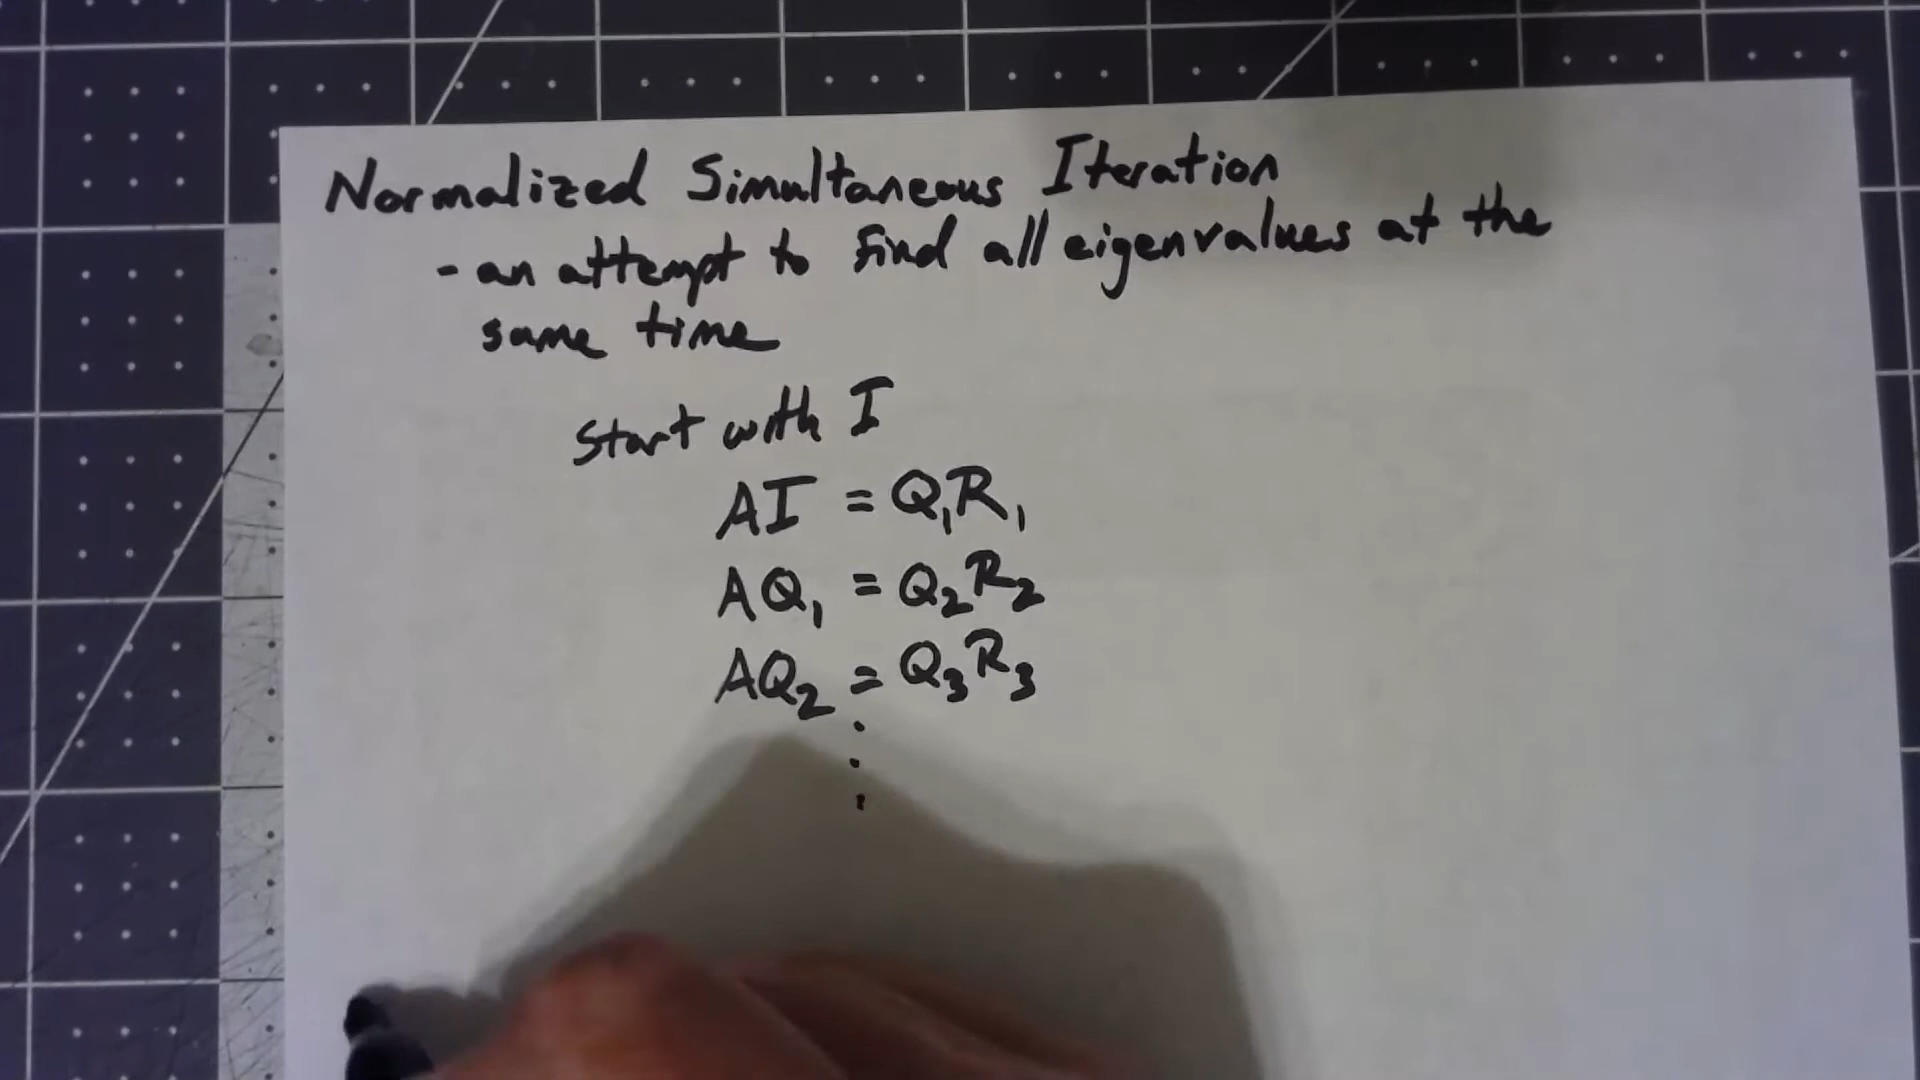 Normalized Simultaneous Iteration
- an attempt to find all eigenvalues at the
same time
Start with I
AI = Q₁R₁
AQ₁ = Q₂R₂
AQ₂ = Q₃R₃
⋮